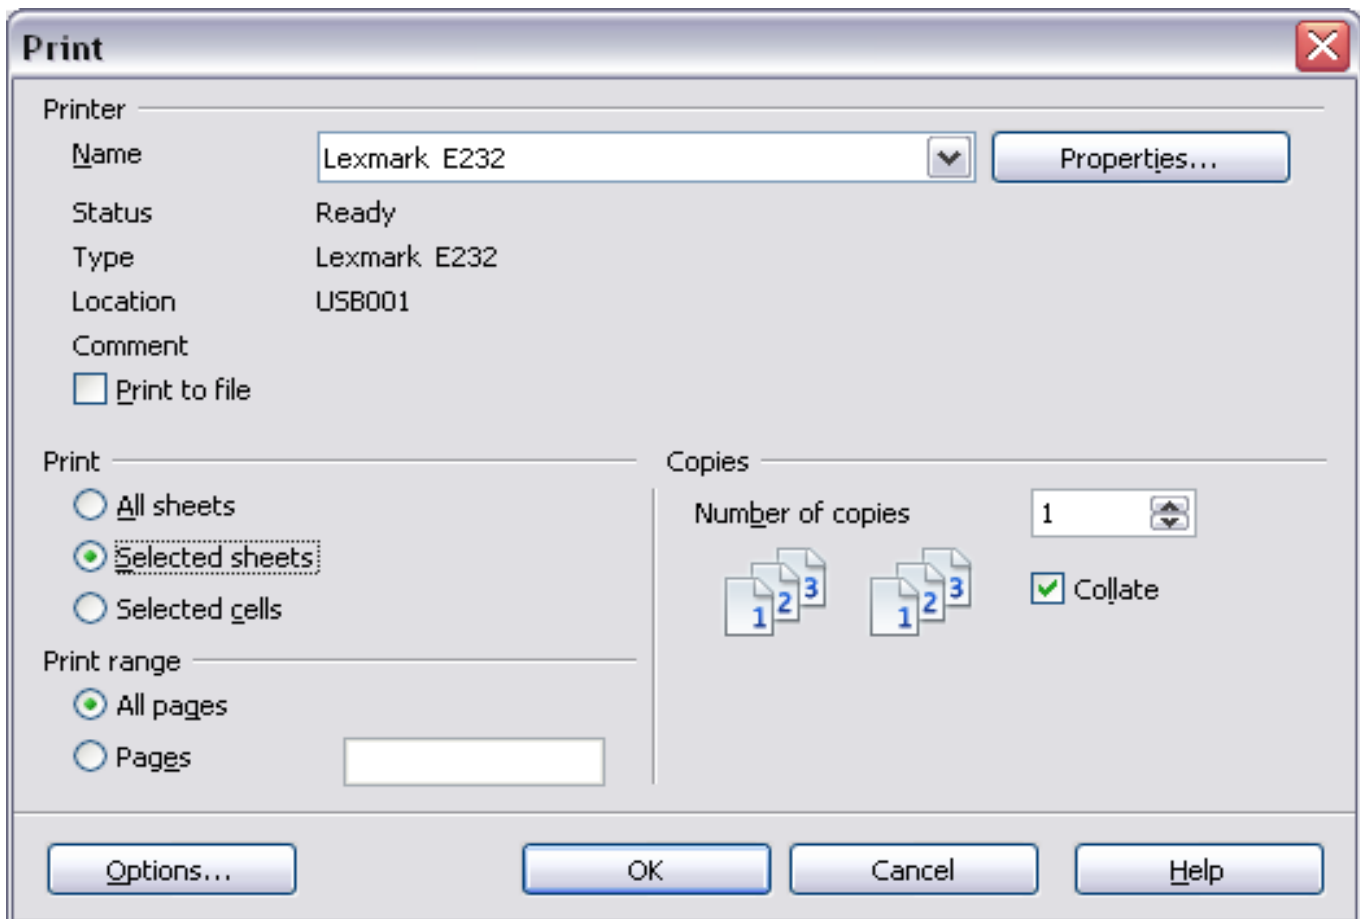 Print
Printer
Name Lexmark E232 Properties...
Status Ready
Type Lexmark E232
Location USB001
Comment
Print to file
Print
All sheets
Selected sheets
Selected cells
Print range
All pages
Pages
Copies
Number of copies 1
1 2 3 1 2 3 Collate
Options... OK Cancel Help